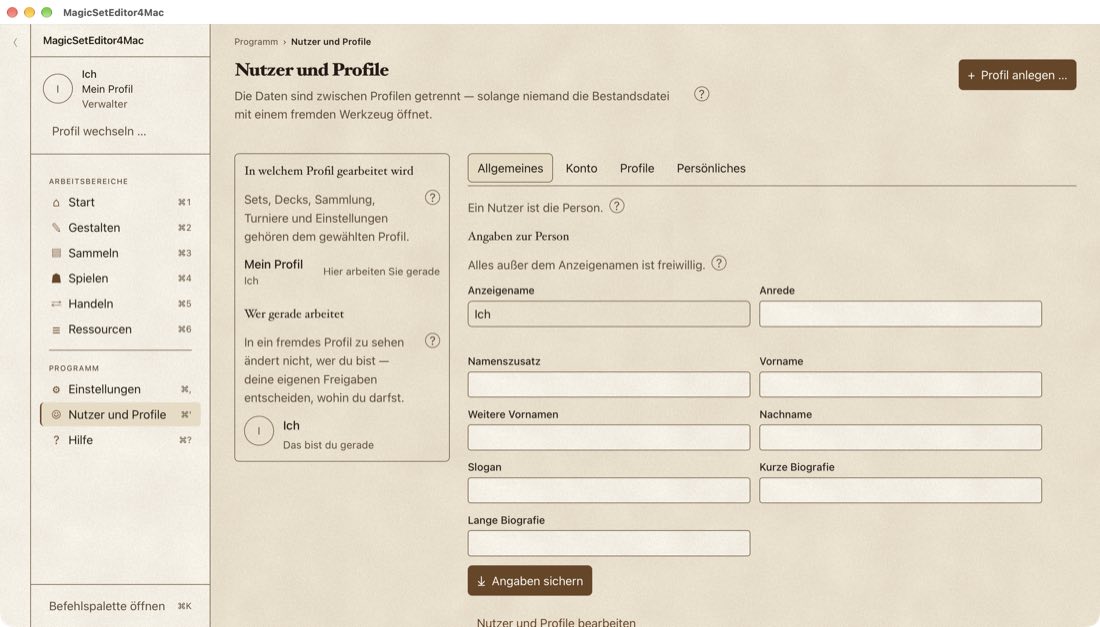 MagicSetEditor4Mac
MagicSetEditor4Mac
I
Ich
Mein Profil
Verwalter
Profil wechseln ...
ARBEITSBEREICHE
Start ⌘1
Gestalten ⌘2
Sammeln ⌘3
Spielen ⌘4
Handeln ⌘5
Ressourcen ⌘6
PROGRAMM
Einstellungen ⌘,
Nutzer und Profile ⌘'
? Hilfe ⌘?
Befehlspalette öffnen ⌘K
Programm › Nutzer und Profile
Nutzer und Profile
Die Daten sind zwischen Profilen getrennt — solange niemand die Bestandsdatei
mit einem fremden Werkzeug öffnet.
?
+ Profil anlegen ...
In welchem Profil gearbeitet wird
Sets, Decks, Sammlung, ?
Turniere und Einstellungen
gehören dem gewählten Profil.
Mein Profil
Ich
Hier arbeiten Sie gerade
Wer gerade arbeitet
In ein fremdes Profil zu sehen ?
ändert nicht, wer du bist —
deine eigenen Freigaben
entscheiden, wohin du darfst.
I
Ich
Das bist du gerade
Allgemeines Konto Profile Persönliches
Ein Nutzer ist die Person. ?
Angaben zur Person
Alles außer dem Anzeigenamen ist freiwillig. ?
Anzeigename Anrede
Ich
Namenszusatz Vorname
Weitere Vornamen Nachname
Slogan Kurze Biografie
Lange Biografie
Angaben sichern
Nutzer und Profile bearbeiten